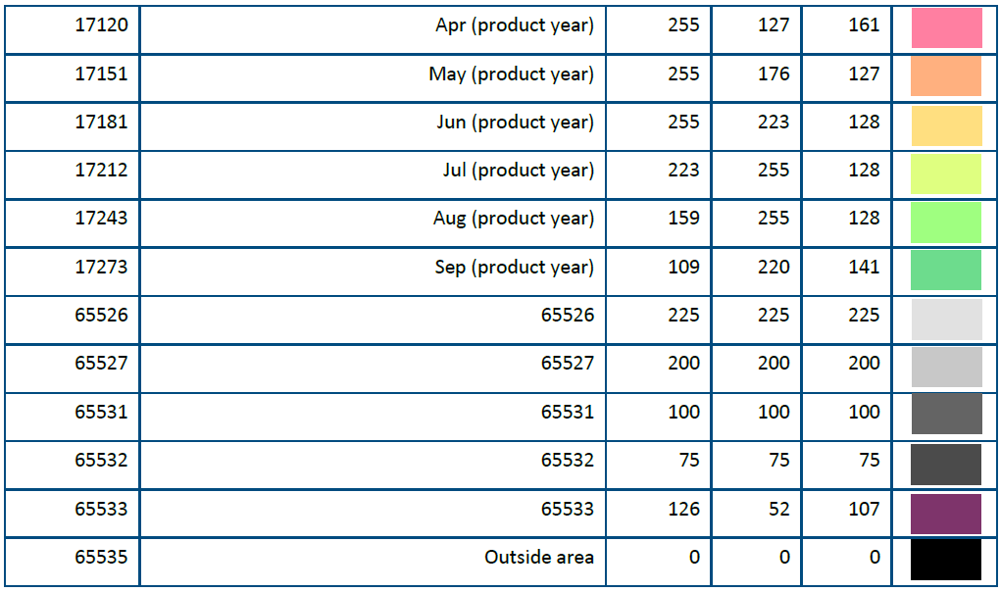 17120 Apr (product year) 255 127 161
17151 May (product year) 255 176 127
17181 Jun (product year) 255 223 128
17212 Jul (product year) 223 255 128
17243 Aug (product year) 159 255 128
17273 Sep (product year) 109 220 141
65526 65526 225 225 225
65527 65527 200 200 200
65531 65531 100 100 100
65532 65532 75 75 75
65533 65533 126 52 107
65535 Outside area 0 0 0